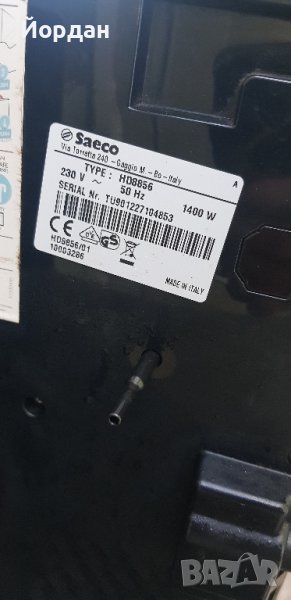 Йордан
Saeco
Via Torretta 240 - Gaggio M. - Bo - Italy
A
TYPE : HD8856
1400 W
230 V ~ 50 Hz
SERIAL Nr. TU901227104853
HD8856/01
10003286
MADE IN ITALY
BAZAR